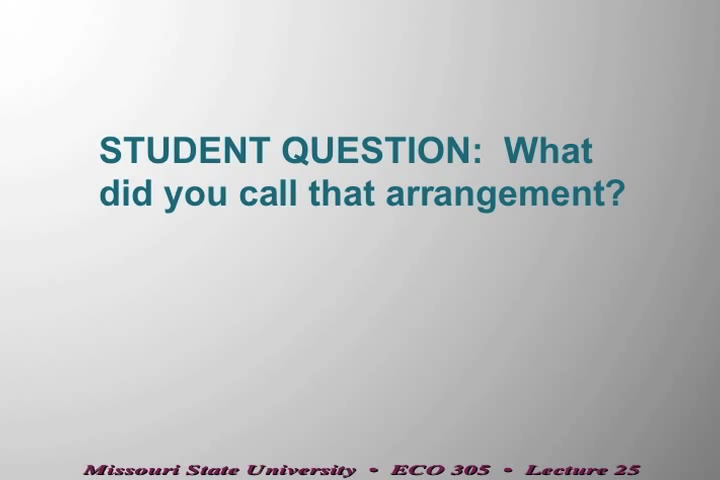 STUDENT QUESTION:  What
did you call that arrangement?
Missouri State University • ECO 305 • Lecture 25